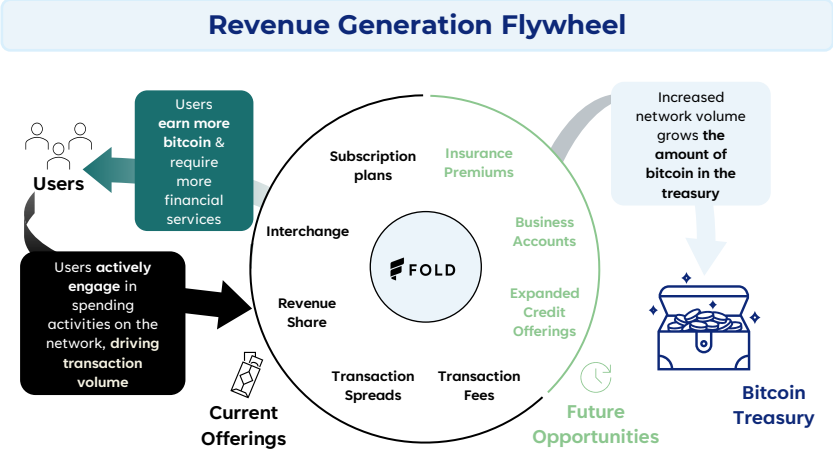 Revenue Generation Flywheel
Users
earn more
bitcoin &
require
more
financial
services
Users
Users actively
engage in
spending
activities on the
network, driving
transaction
volume
Subscription
plans
Interchange
Revenue
Share
Transaction
Spreads
Transaction
Fees
Current
Offerings
FOLD
Insurance
Premiums
Business
Accounts
Expanded
Credit
Offerings
Future
Opportunities
Increased
network volume
grows the
amount of
bitcoin in the
treasury
Bitcoin
Treasury